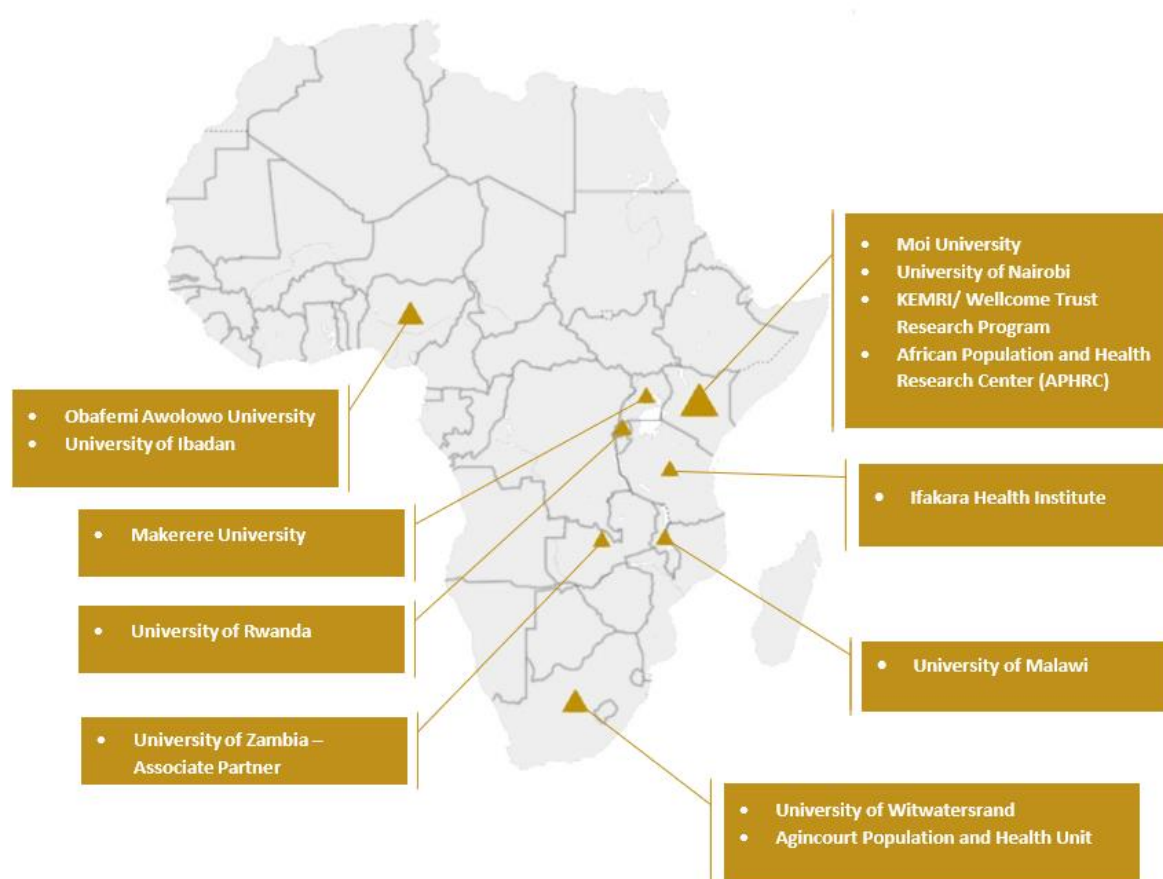 • Moi University
• University of Nairobi
• KEMRI/ Wellcome Trust
Research Program
• African Population and Health
Research Center (APHRC)
• Obafemi Awolowo University
• University of Ibadan
• Ifakara Health Institute
• Makerere University
• University of Rwanda
• University of Malawi
• University of Zambia –
Associate Partner
• University of Witwatersrand
• Agincourt Population and Health Unit